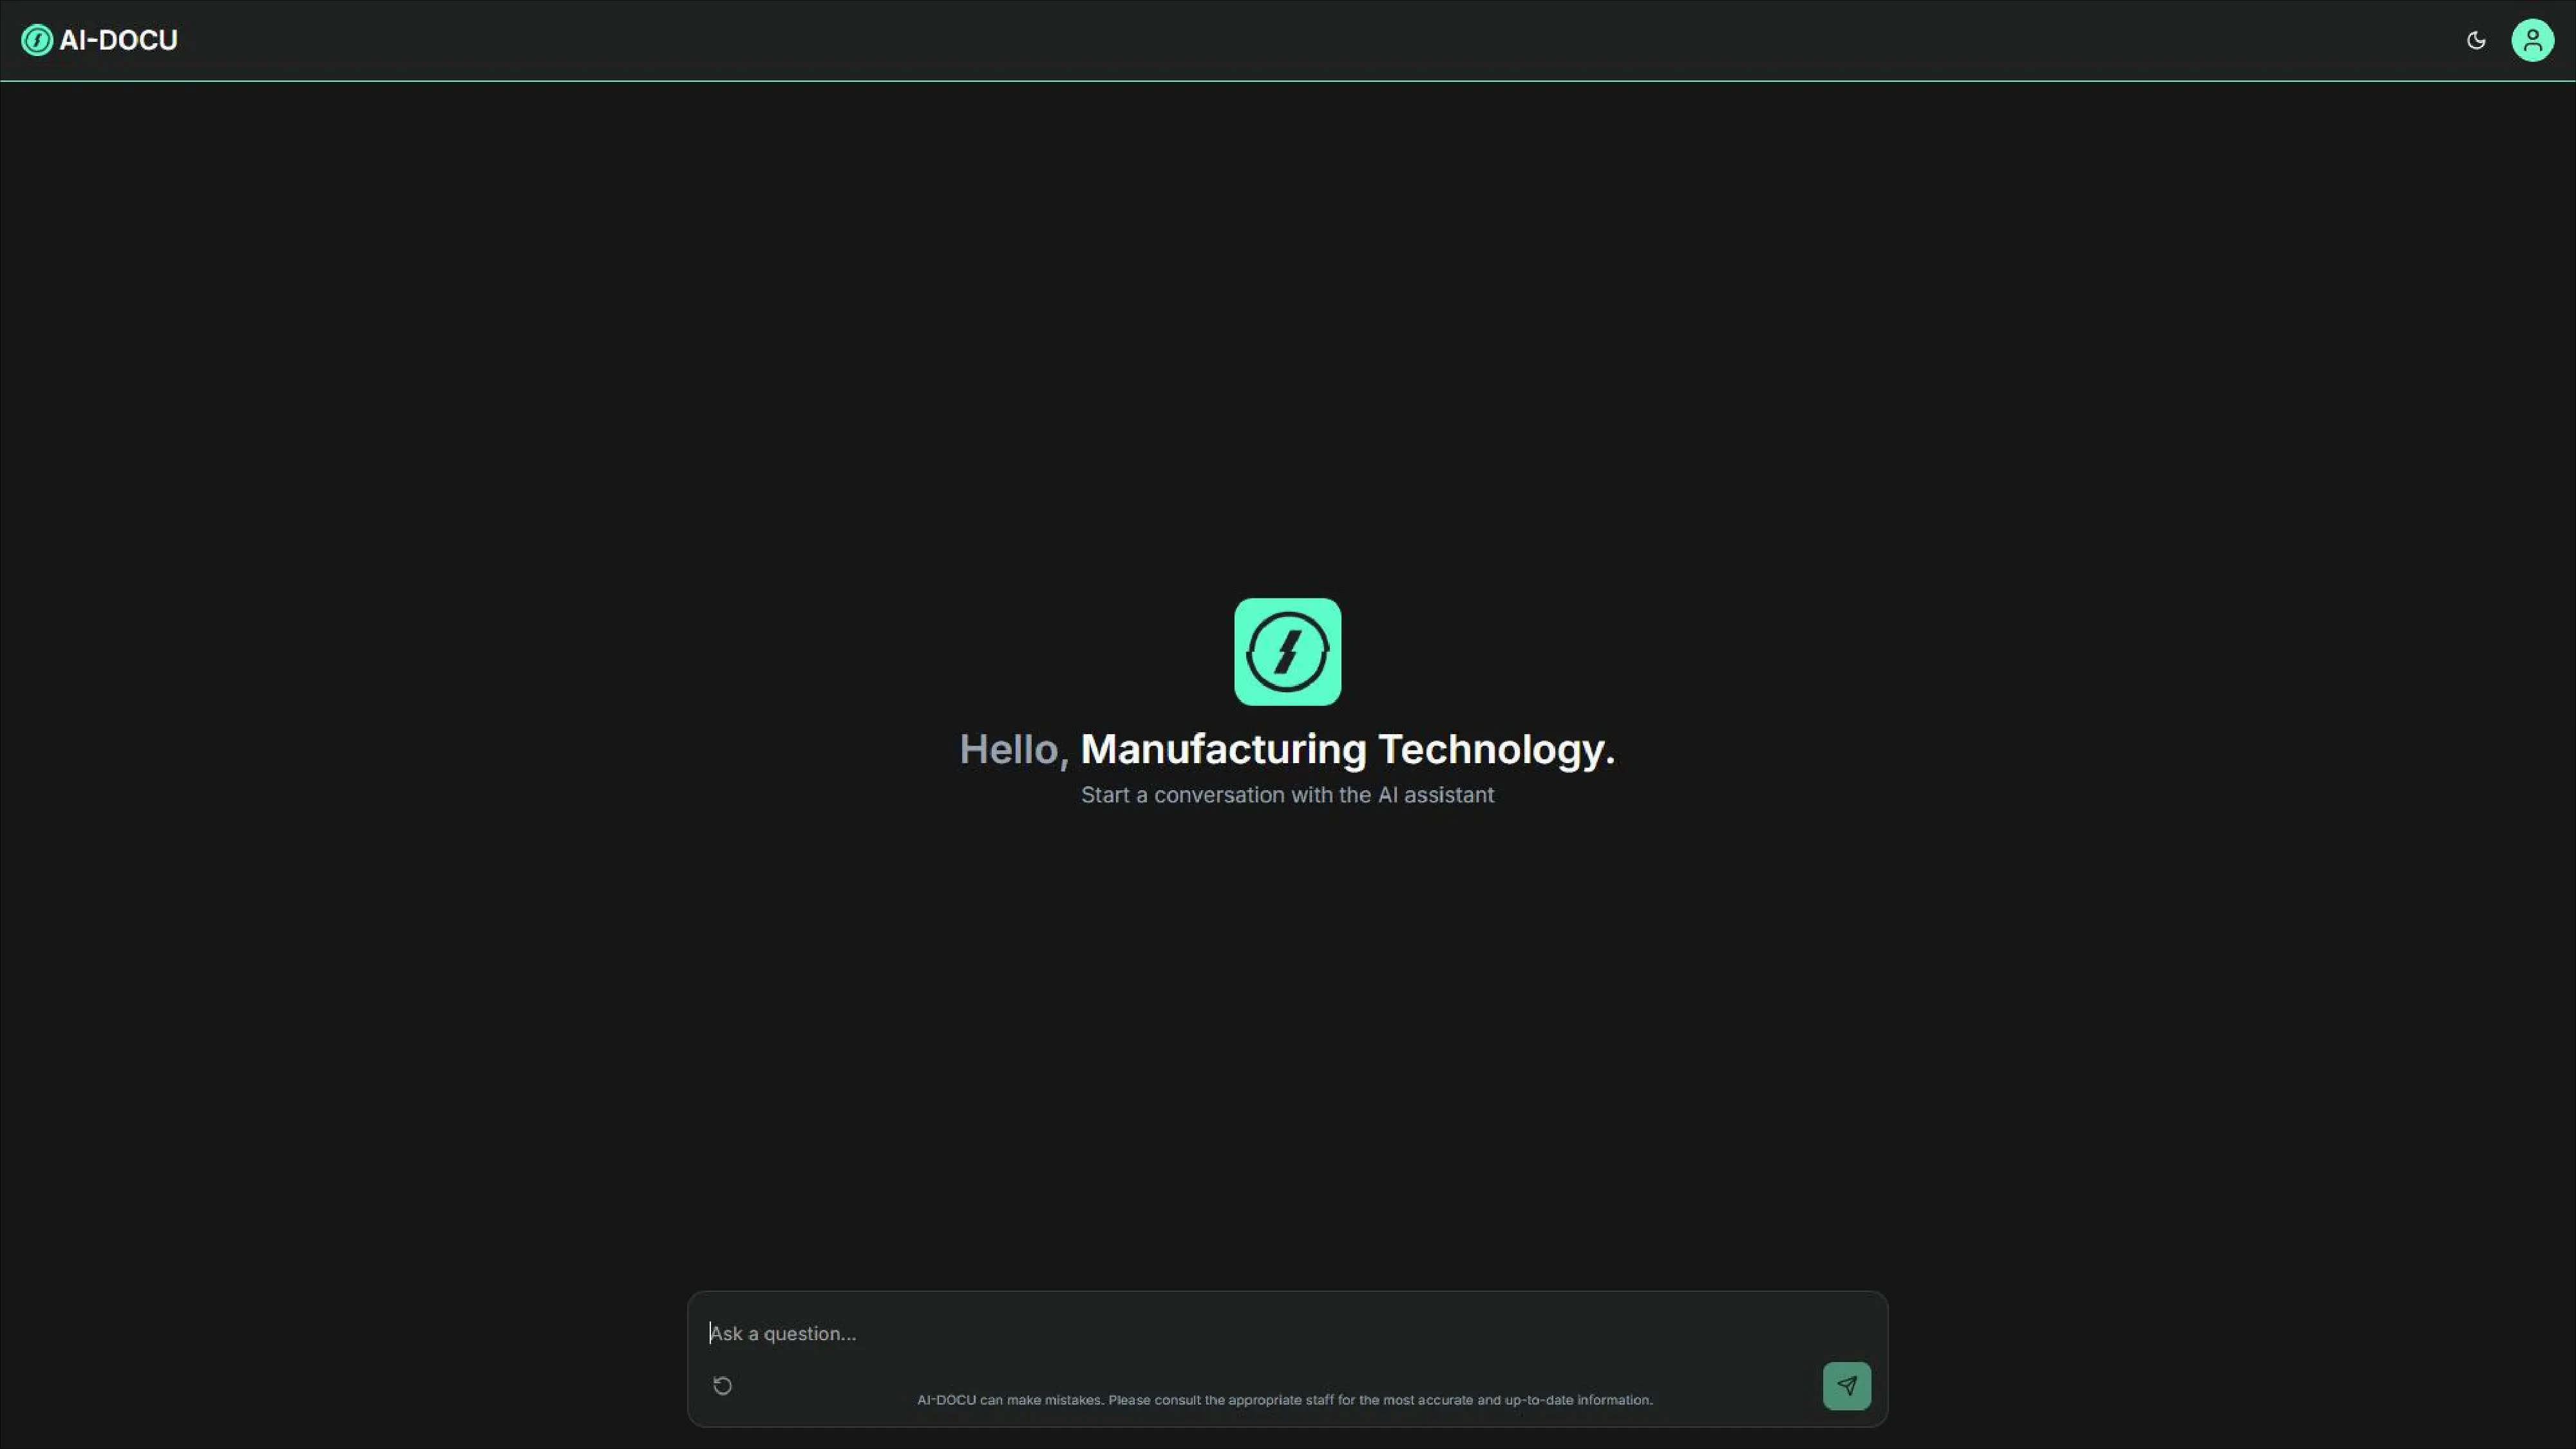 AI-DOCU
Hello, Manufacturing Technology.
Start a conversation with the AI assistant
Ask a question...
AI-DOCU can make mistakes. Please consult the appropriate staff for the most accurate and up-to-date information.